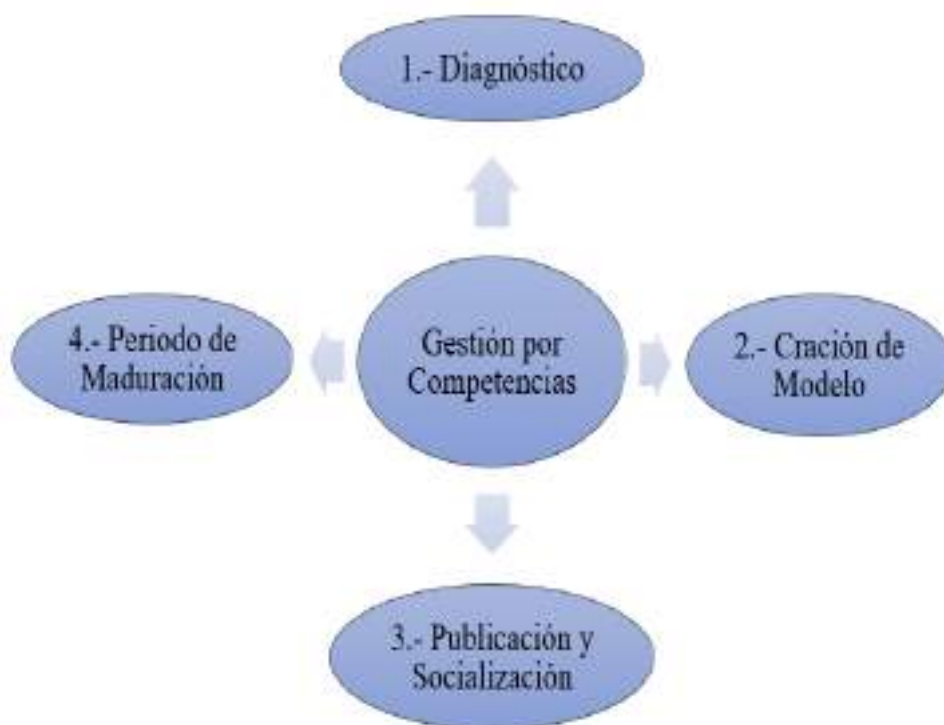 1.- Diagnóstico
Gestión por
Competencias
2.- Cración de
Modelo
3.- Publicación y
Socialización
4.- Periodo de
Maduración